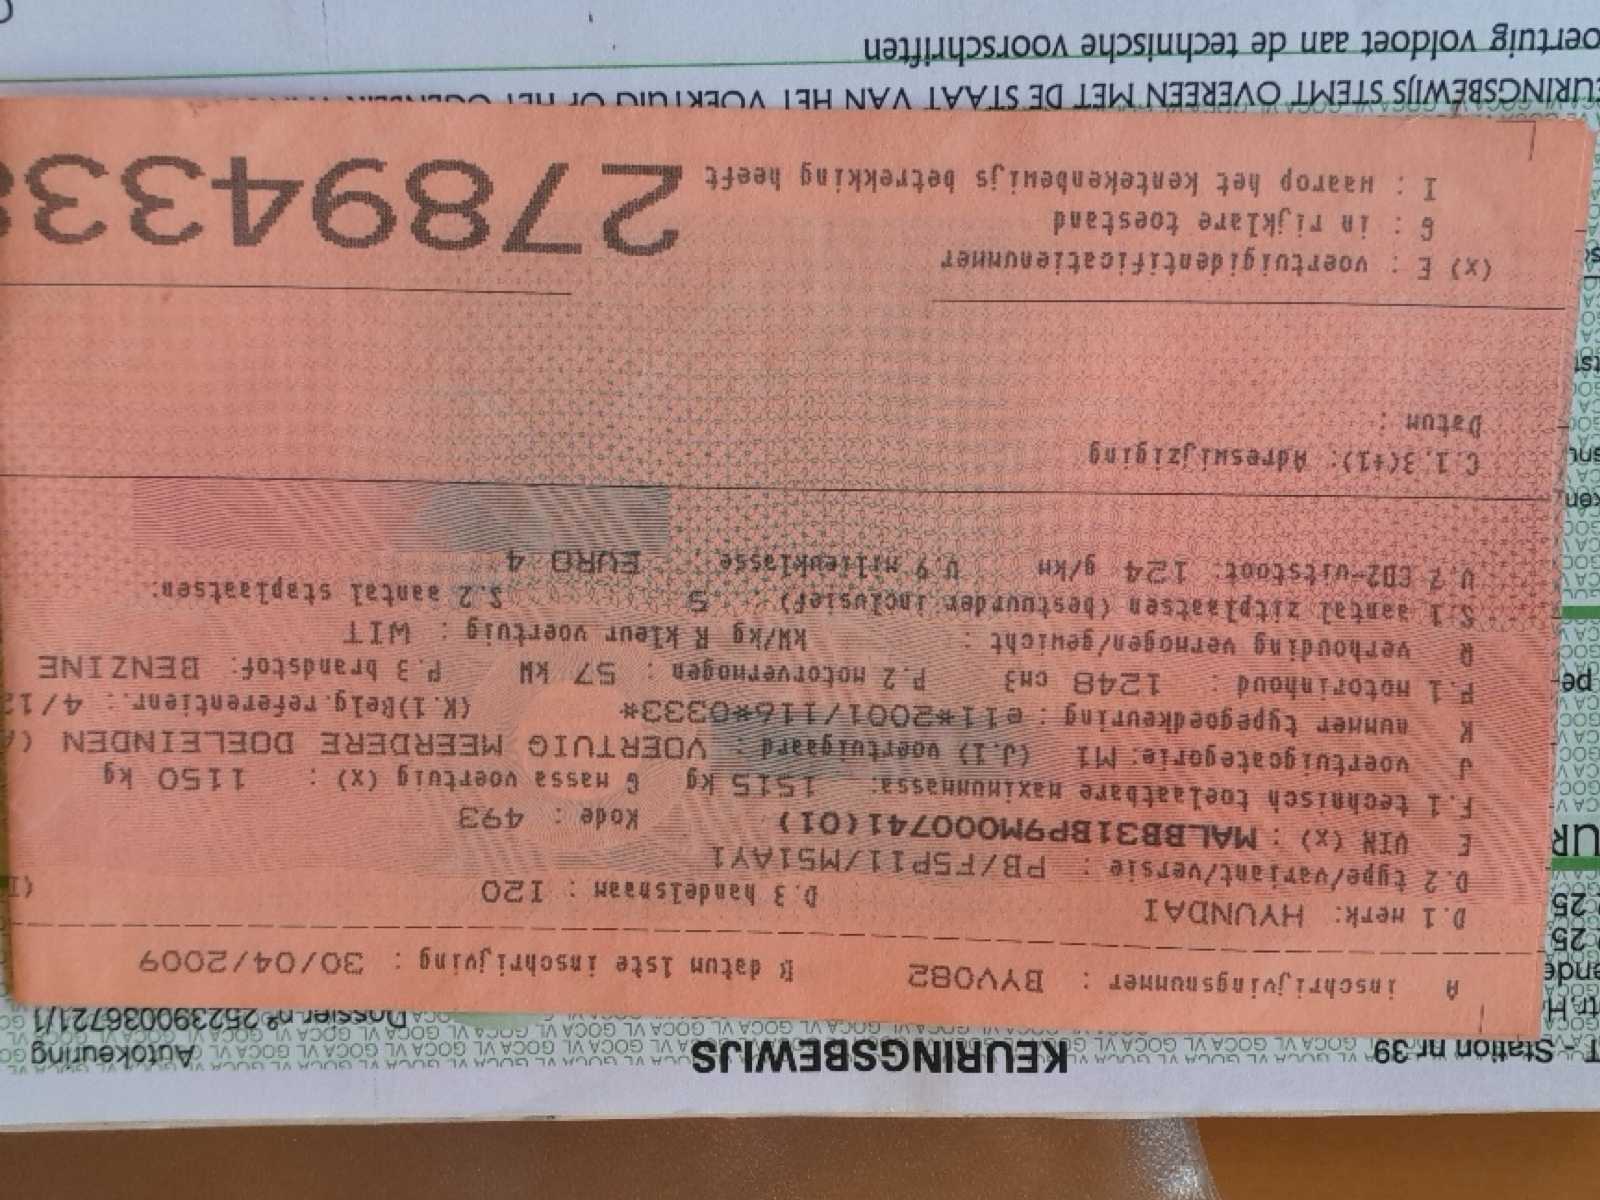 T - Station nr 39 KEURINGSBEWIJS Autokeuring
Dossier nº 252390036721/1
A inschrijvingsnummer : BYV082 B datum 1ste inschrijving : 30/04/2009
D.1 merk: HYUNDAI D.3 handelsnaam : I20 (I
D.2 type/variant/versie : PB/F5P11/M51AY1
E VIN (x) : MALBB31BP9M000741(01) Kode : 493
F.1 technisch toelaatbare maximummassa: 1515 kg G massa voertuig (x) : 1150 kg
J voertuigcategorie: M1 (J.1) voertuigaard : VOERTUIG MEERDERE DOELEINDEN (A
K nummer typegoedkeuring : e11*2001/116*0333* (K.1)Belg.referentienr.: 4/12
P.1 motorinhoud : 1248 cm3 P.2 motorvermogen : 57 kW P.3 brandstof: BENZINE
Q verhouding vermogen/gewicht : kW/kg R kleur voertuig : WIT
S.1 aantal zitplaatsen (bestuurder inclusief) 5 S.2 aantal staplaatsen:
V.7 CO2-uitstoot: 124 g/km V.9 milieuklasse : EURO 4
C.1.3(+1): Adreswijziging
Datum :
(x) E : voertuigidentificatienummer
G : in rijklare toestand
I : waarop het kentekenbewijs betrekking heeft
2789433
EURINGSBEWIJS STEMT OVEREEN MET DE STAAT VAN HET VOERTUIG OP HET
oertuig voldoet aan de technische voorschriften